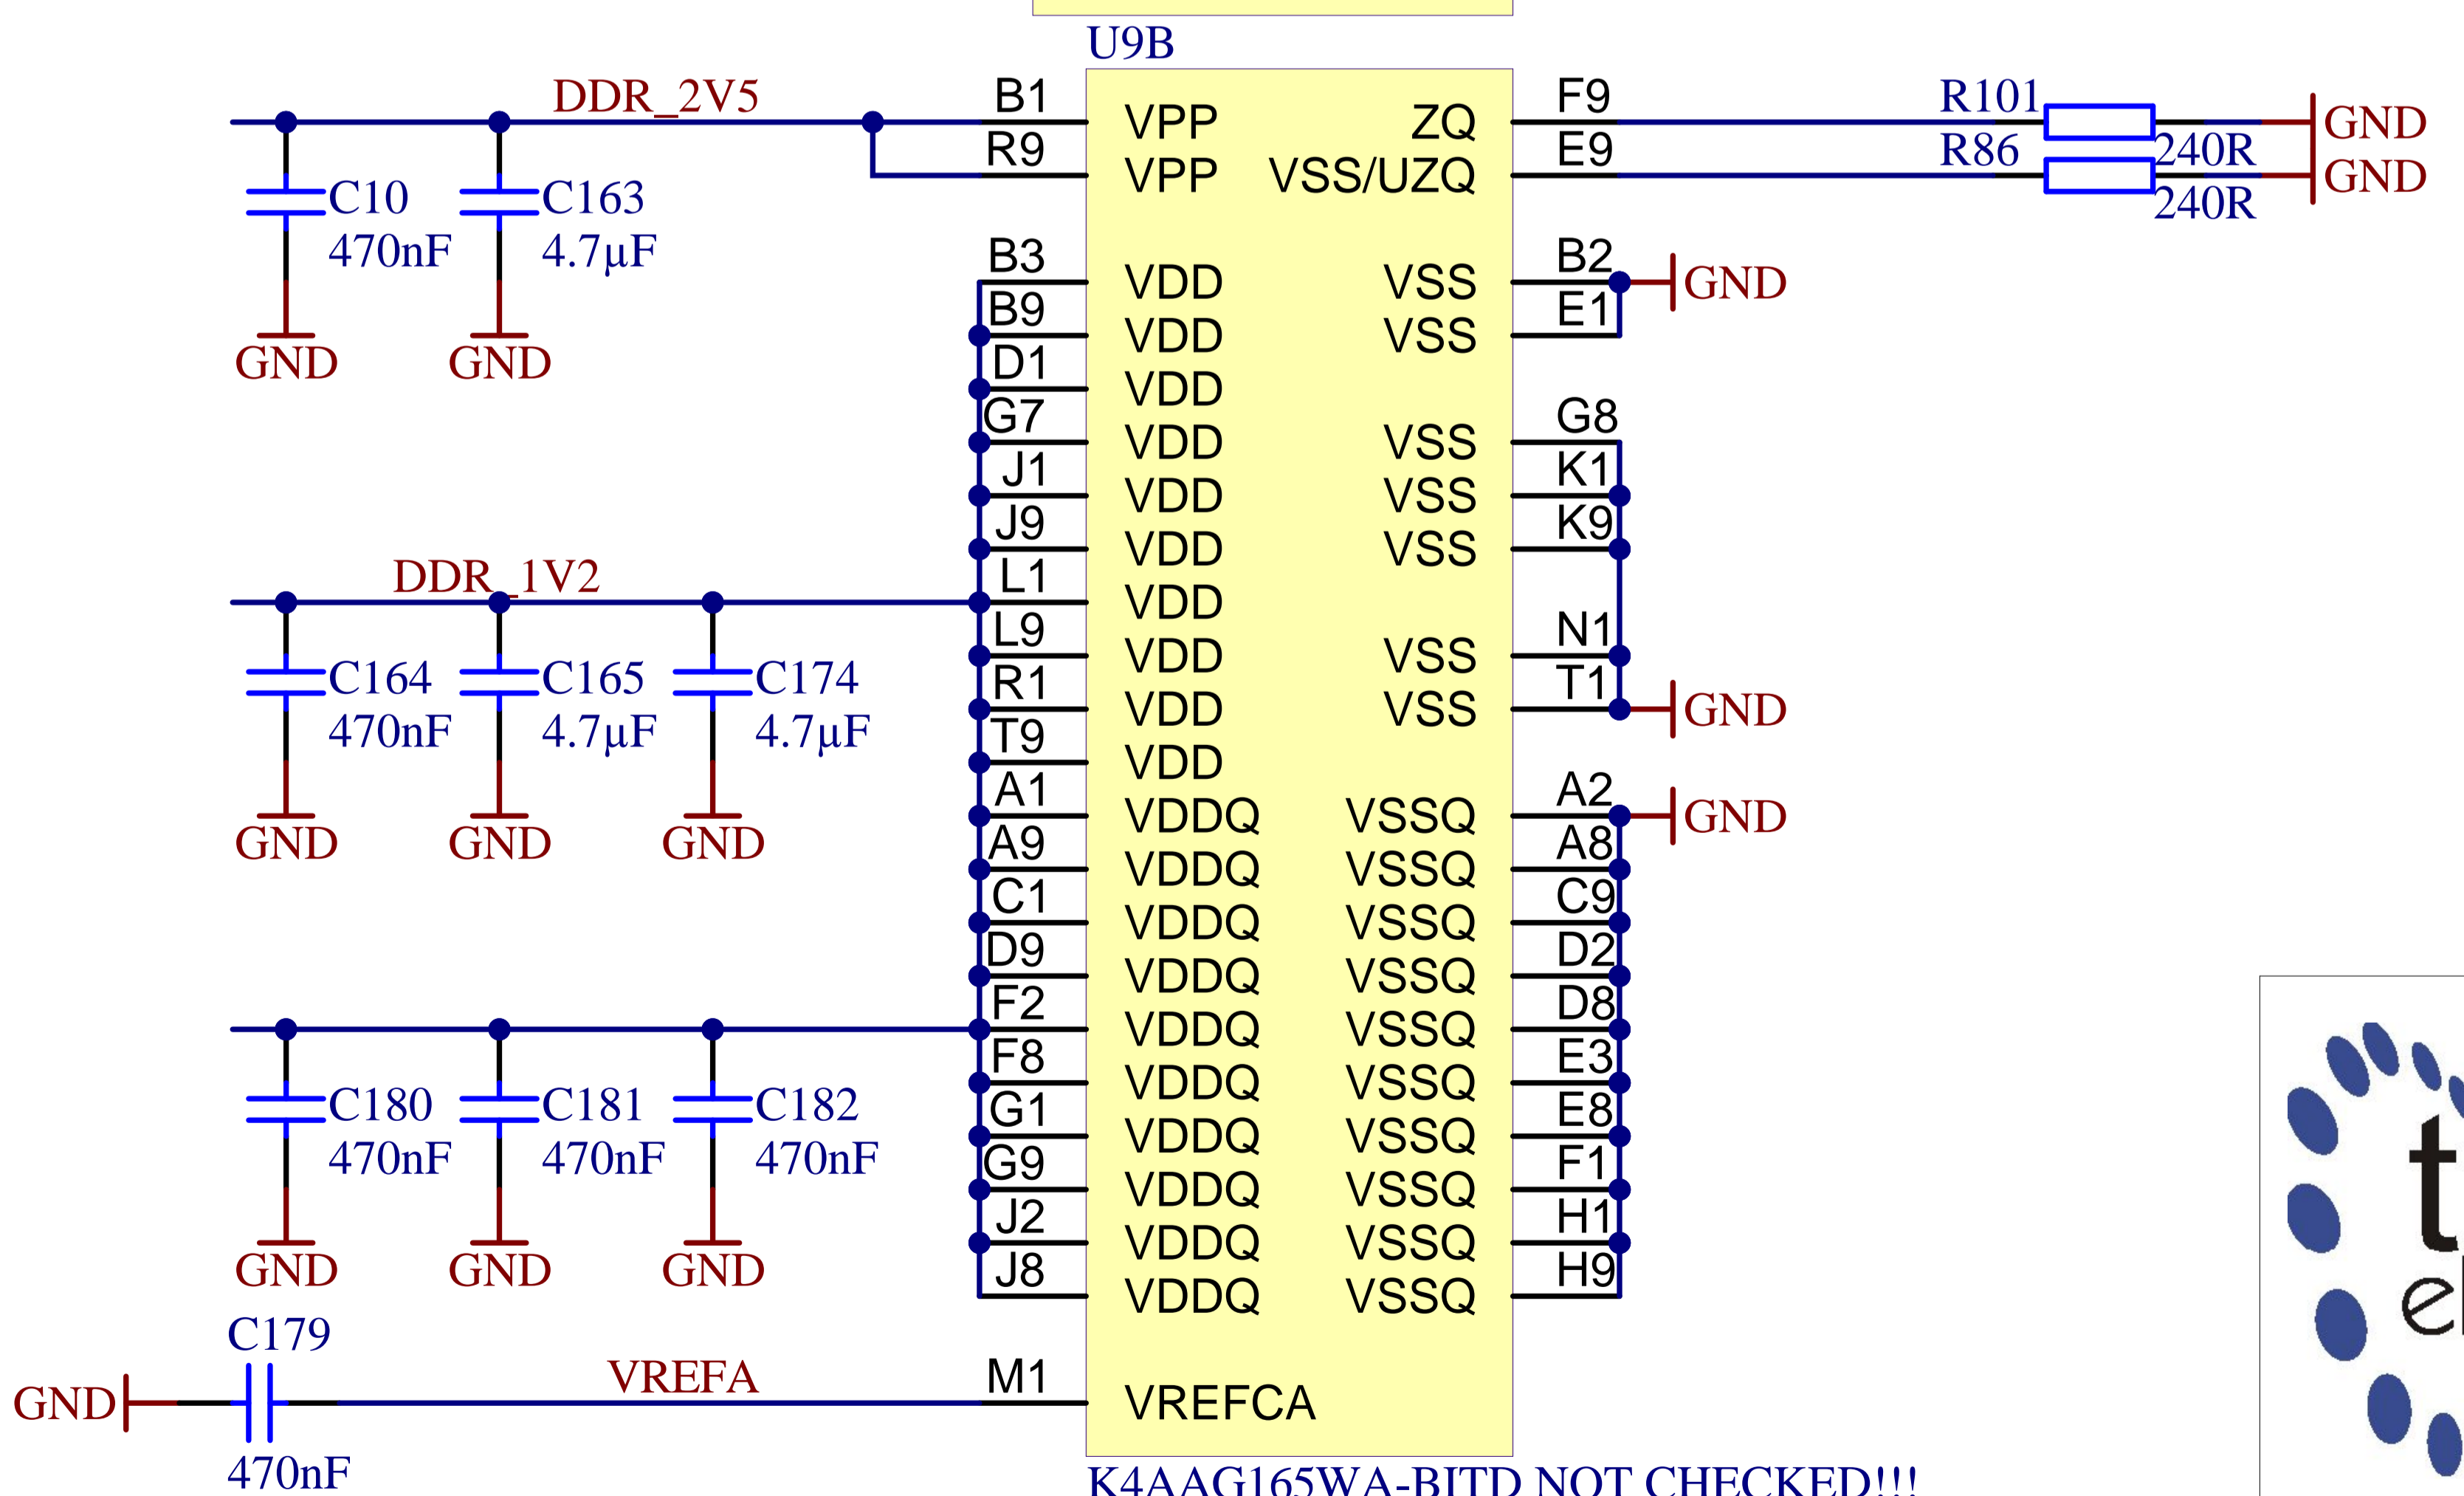 U9B
DDR_2V5 B1 VPP ZQ F9 R101 240R GND
R9 VPP VSS/UZQ E9 R86 240R GND
C10 C163
470nF 4.7µF
GND GND
B3 VDD VSS B2 GND
B9 VDD VSS E1
D1 VDD
G7 VDD VSS G8
J1 VDD VSS K1
J9 VDD VSS K9
DDR_1V2 L1 VDD
L9 VDD VSS N1
C164 C165 C174
470nF 4.7µF 4.7µF
GND GND GND
R1 VDD VSS T1 GND
T9 VDD
A1 VDDQ VSSQ A2 GND
A9 VDDQ VSSQ A8
C1 VDDQ VSSQ C9
D9 VDDQ VSSQ D2
F2 VDDQ VSSQ D8
F8 VDDQ VSSQ E3
G1 VDDQ VSSQ E8
G9 VDDQ VSSQ F1
J2 VDDQ VSSQ H1
J8 VDDQ VSSQ H9
C180 C181 C182
470nF 470nF 470nF
GND GND GND
C179
GND VREFA M1 VREFCA
470nF
K4AAG165WA-BITD NOT CHECKED!!!
t
e